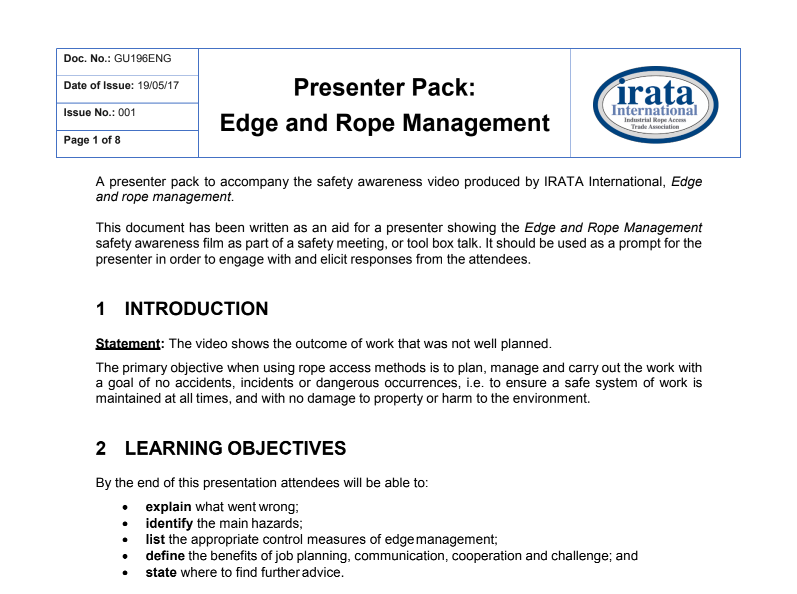 Doc. No.: GU196ENG
Date of Issue: 19/05/17
Issue No.: 001
Page 1 of 8
Presenter Pack:
Edge and Rope Management
irata
International
Industrial Rope Access
Trade Association
A presenter pack to accompany the safety awareness video produced by IRATA International, Edge
and rope management.
This document has been written as an aid for a presenter showing the Edge and Rope Management
safety awareness film as part of a safety meeting, or tool box talk. It should be used as a prompt for the
presenter in order to engage with and elicit responses from the attendees.
1 INTRODUCTION
Statement: The video shows the outcome of work that was not well planned.
The primary objective when using rope access methods is to plan, manage and carry out the work with
a goal of no accidents, incidents or dangerous occurrences, i.e. to ensure a safe system of work is
maintained at all times, and with no damage to property or harm to the environment.
2 LEARNING OBJECTIVES
By the end of this presentation attendees will be able to:
• explain what went wrong;
• identify the main hazards;
• list the appropriate control measures of edge management;
• define the benefits of job planning, communication, cooperation and challenge; and
• state where to find further advice.